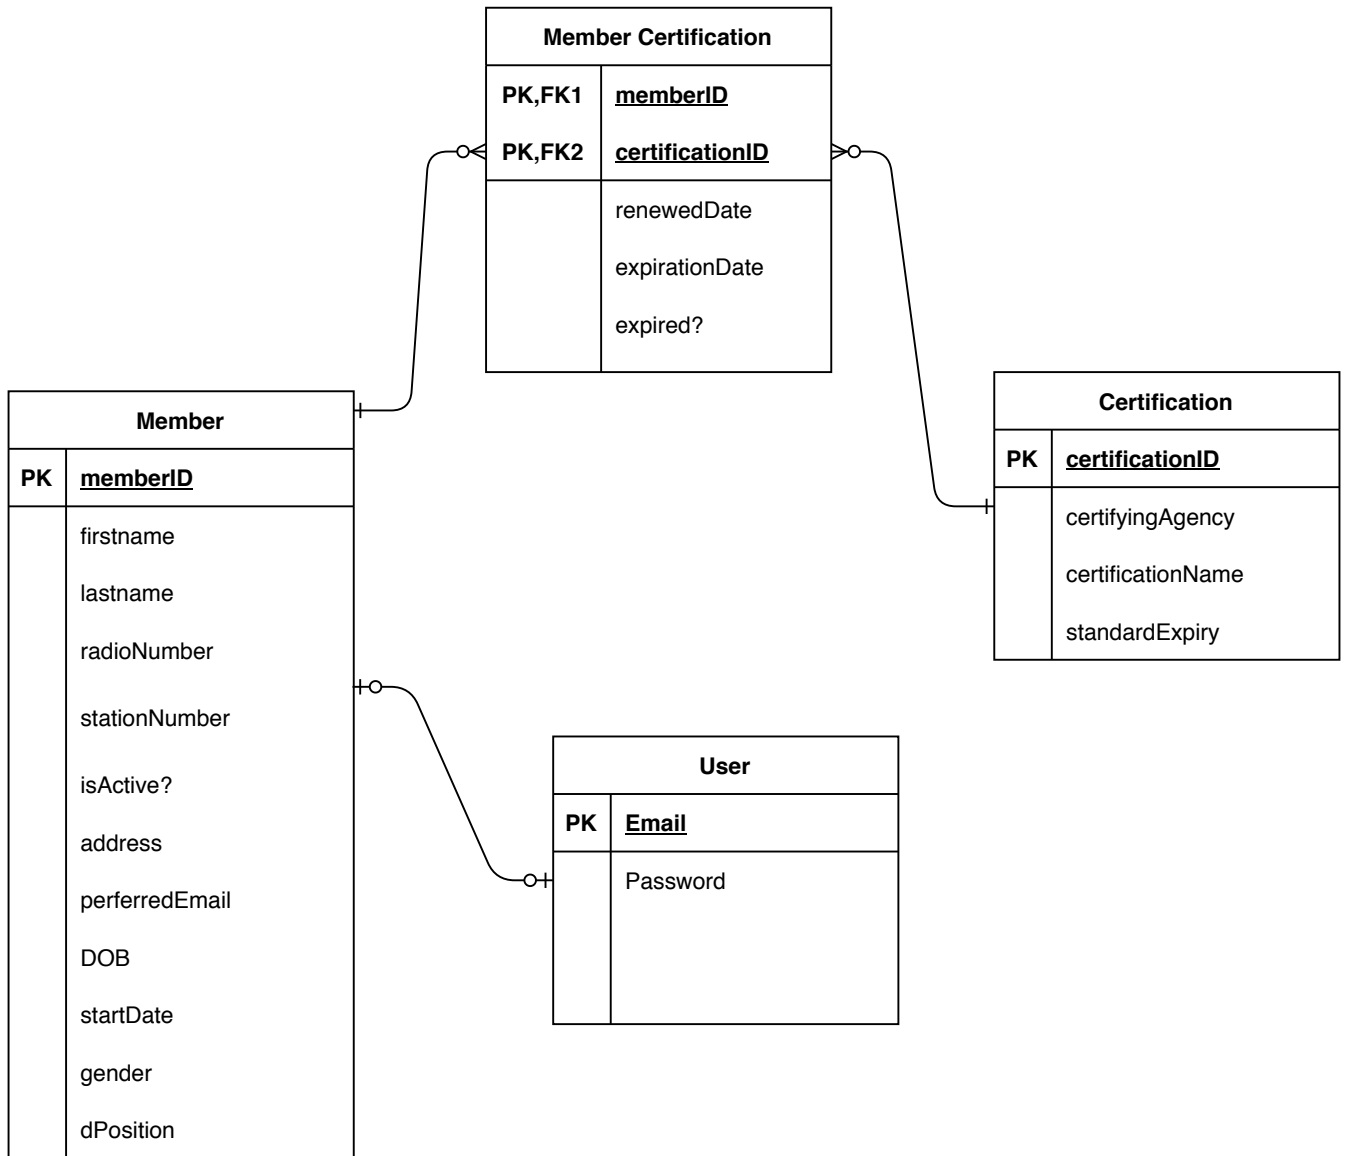 Member Certification
PK,FK1 memberID
PK,FK2 certificationID
renewedDate
expirationDate
expired?
Member
PK memberID
firstname
lastname
radioNumber
stationNumber
isActive?
address
perferredEmail
DOB
startDate
gender
dPosition
Certification
PK certificationID
certifyingAgency
certificationName
standardExpiry
User
PK Email
Password